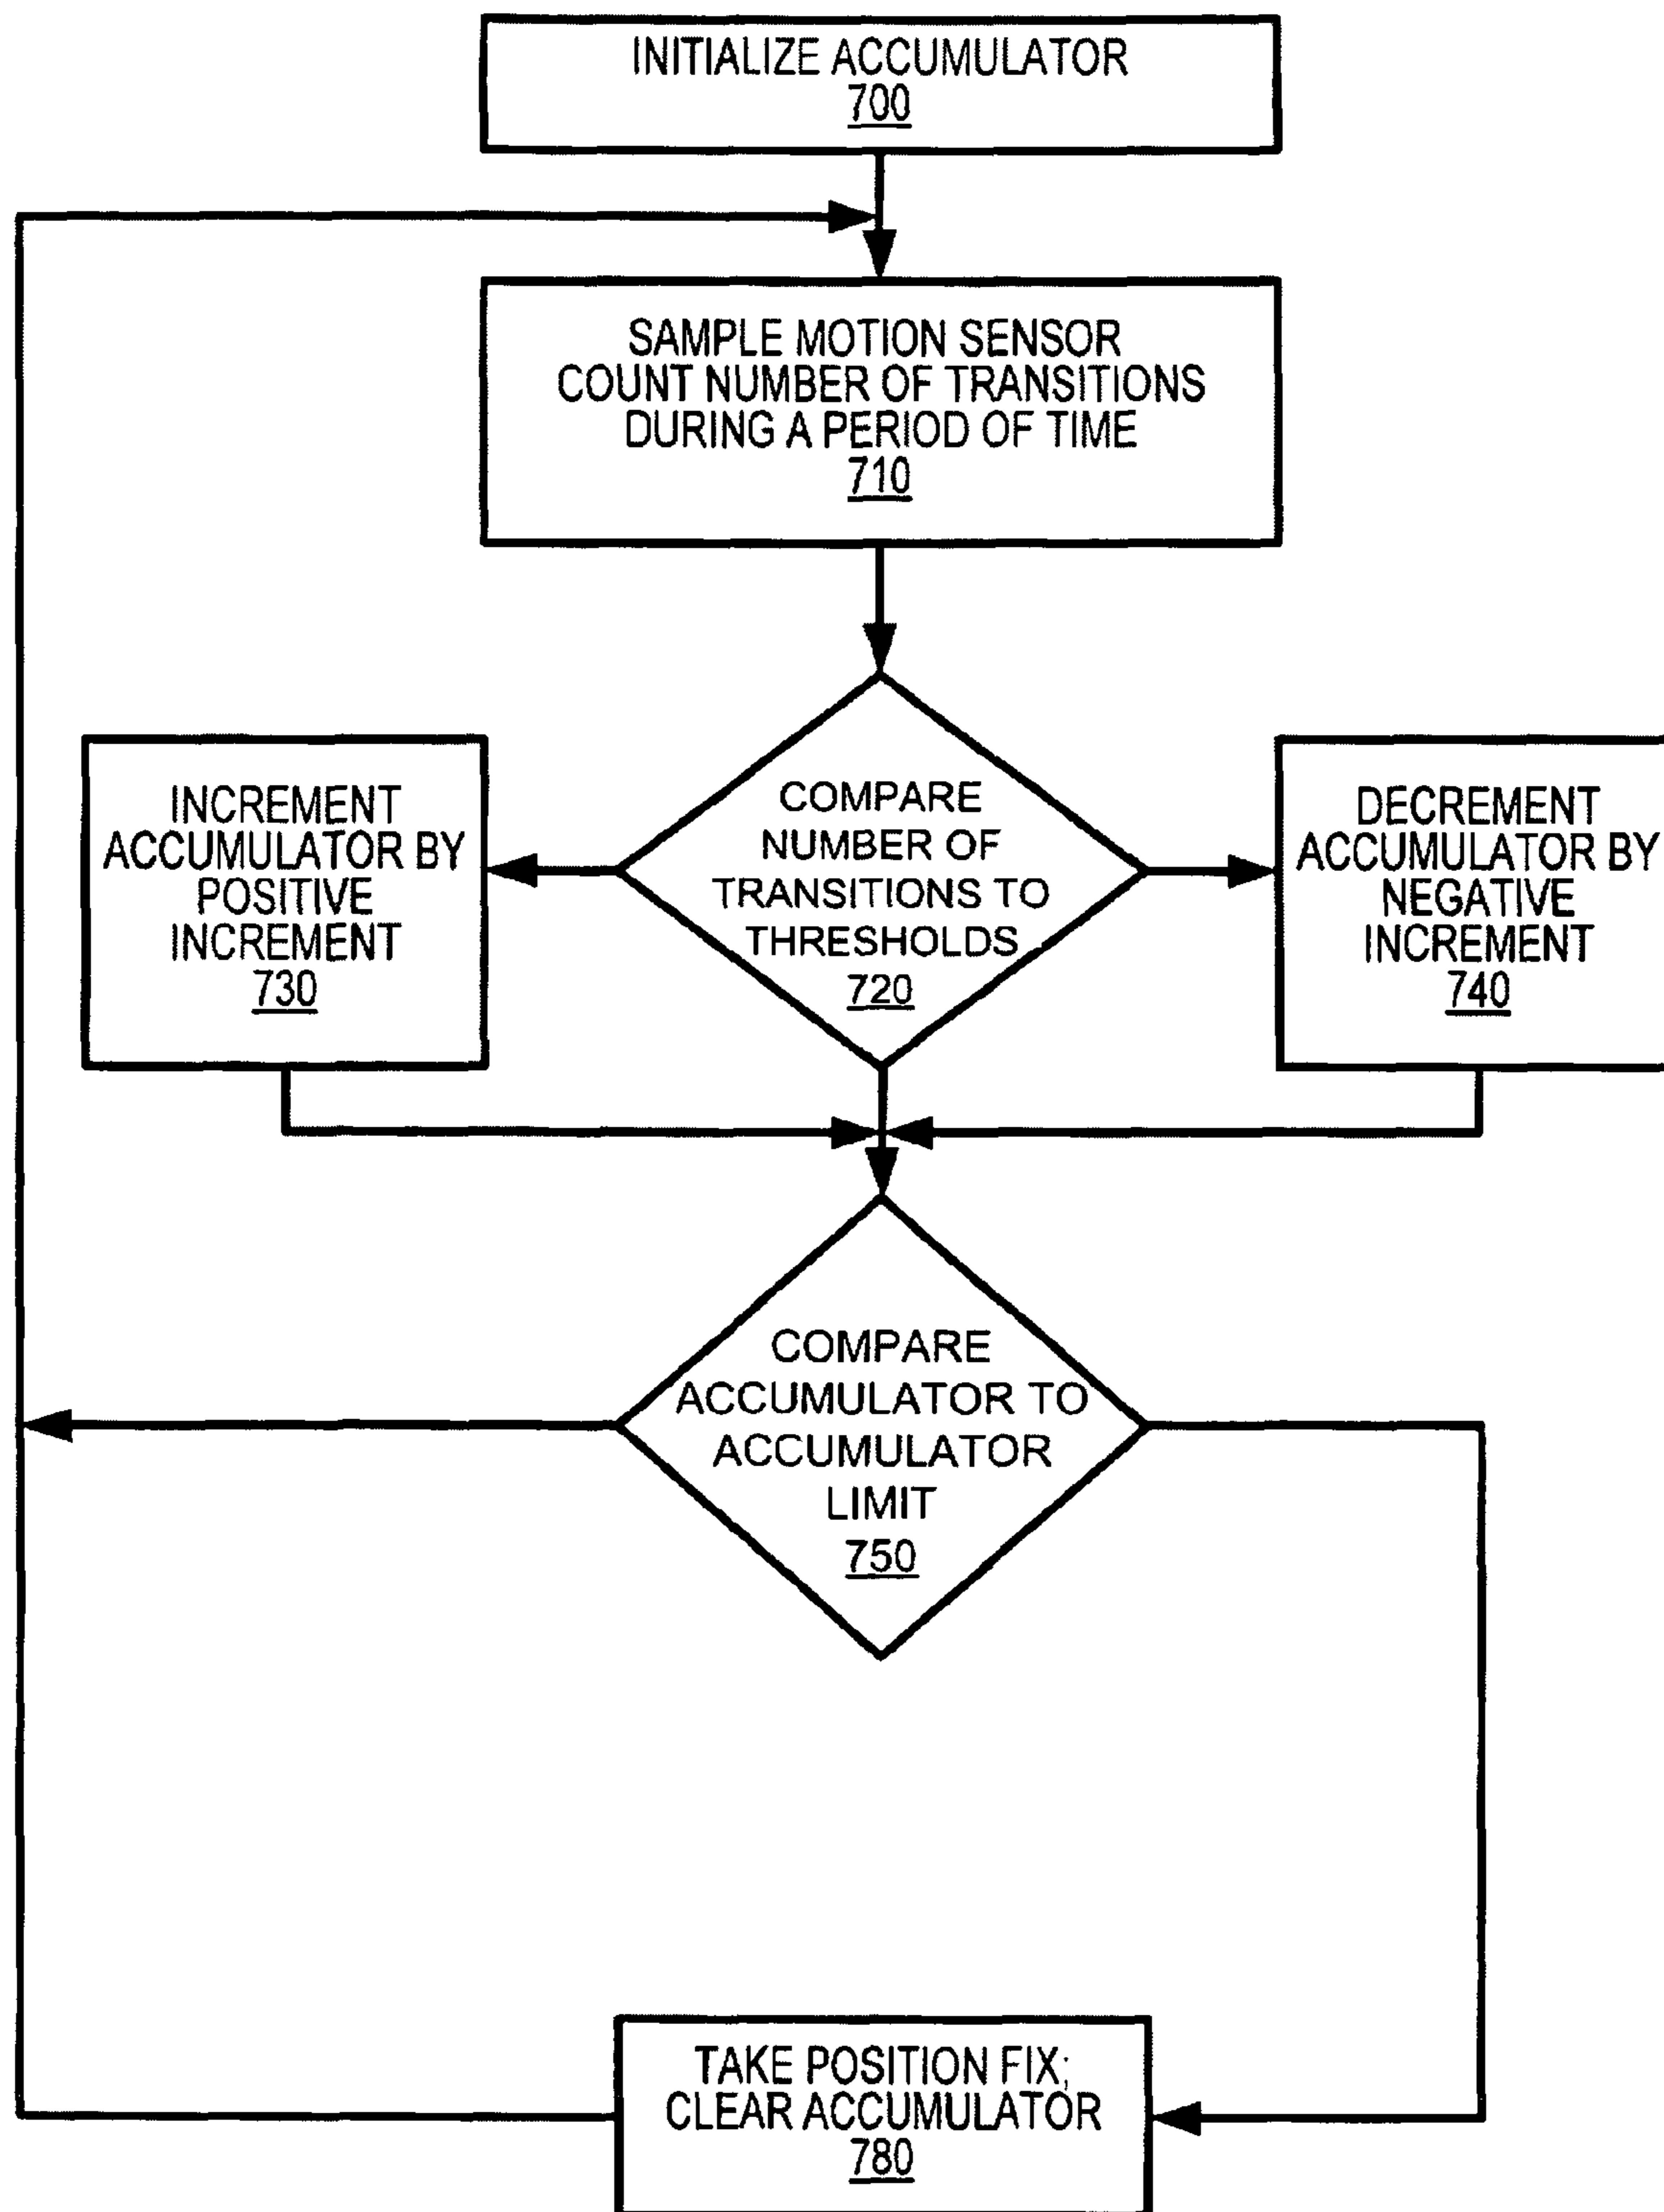 INITIALIZE ACCUMULATOR
700
SAMPLE MOTION SENSOR
COUNT NUMBER OF TRANSITIONS
DURING A PERIOD OF TIME
710
COMPARE
NUMBER OF
TRANSITIONS TO
THRESHOLDS
720
INCREMENT
ACCUMULATOR BY
POSITIVE
INCREMENT
730
DECREMENT
ACCUMULATOR BY
NEGATIVE
INCREMENT
740
COMPARE
ACCUMULATOR TO
ACCUMULATOR
LIMIT
750
TAKE POSITION FIX;
CLEAR ACCUMULATOR
780